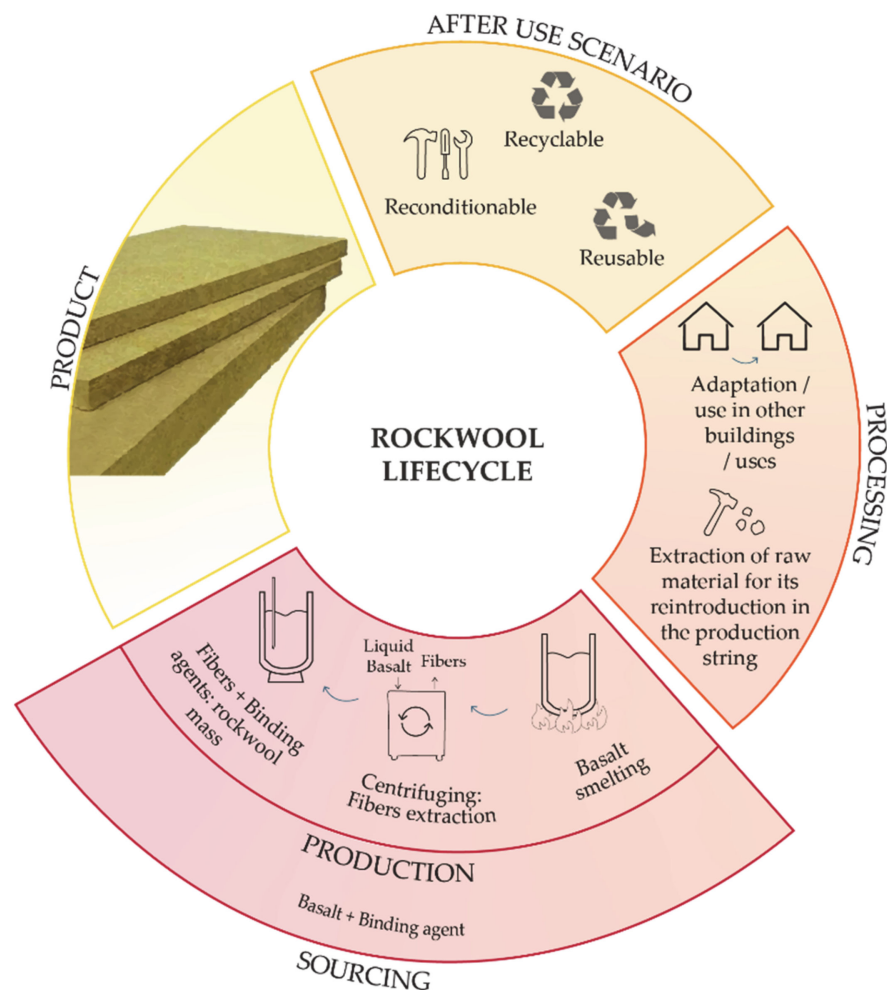 AFTER USE SCENARIO
Recyclable
Reconditionable
Reusable
PRODUCT
ROCKWOOL
LIFECYCLE
Adaptation /
use in other
buildings
/ uses
PROCESSING
Extraction of raw
material for its
reintroduction in
the production
string
Basalt
smelting
Liquid
Basalt
Fibers
Centrifuging:
Fibers extraction
Fibers + Binding
agents: rockwool
mass
PRODUCTION
Basalt + Binding agent
SOURCING